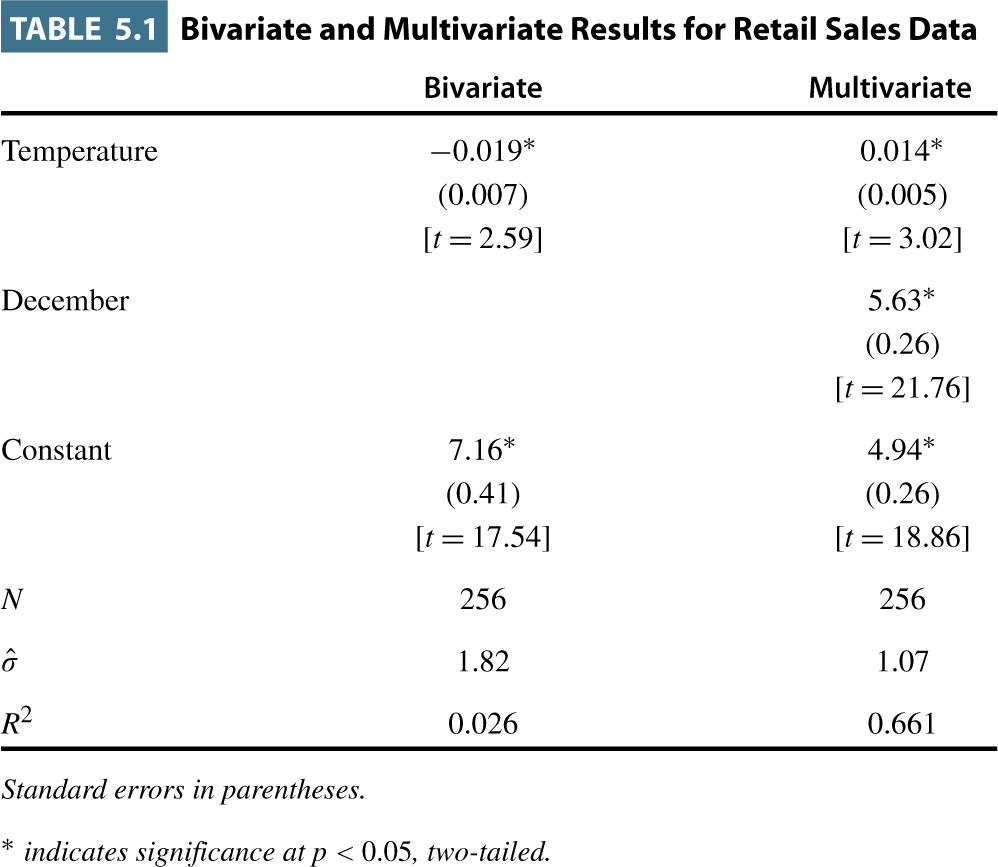 TABLE 5.1 Bivariate and Multivariate Results for Retail Sales Data
Bivariate Multivariate
Temperature −0.019* 0.014*
(0.007) (0.005)
[t = 2.59] [t = 3.02]
December 5.63*
(0.26)
[t = 21.76]
Constant 7.16* 4.94*
(0.41) (0.26)
[t = 17.54] [t = 18.86]
N 256 256
σ̂ 1.82 1.07
R² 0.026 0.661
Standard errors in parentheses.
* indicates significance at p < 0.05, two-tailed.